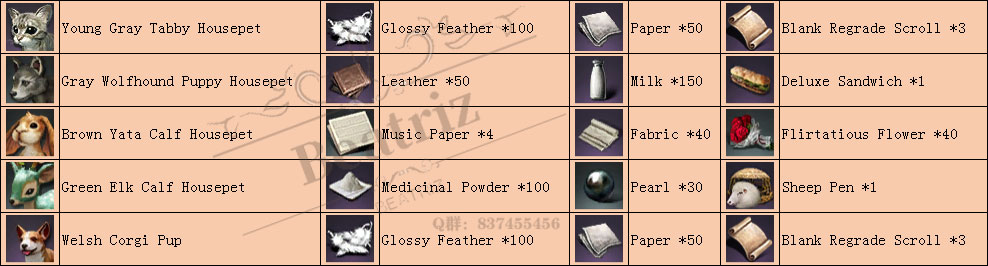 Young Gray Tabby Housepet Glossy Feather *100 Paper *50 Blank Regrade Scroll *3
Gray Wolfhound Puppy Housepet Leather *50 Milk *150 Deluxe Sandwich *1
Brown Yata Calf Housepet Music Paper *4 Fabric *40 Flirtatious Flower *40
Beatriz
Green Elk Calf Housepet Medicinal Powder *100 Pearl *30 Sheep Pen *1
BEATRIZ
Q群: 837455456
Welsh Corgi Pup Glossy Feather *100 Paper *50 Blank Regrade Scroll *3